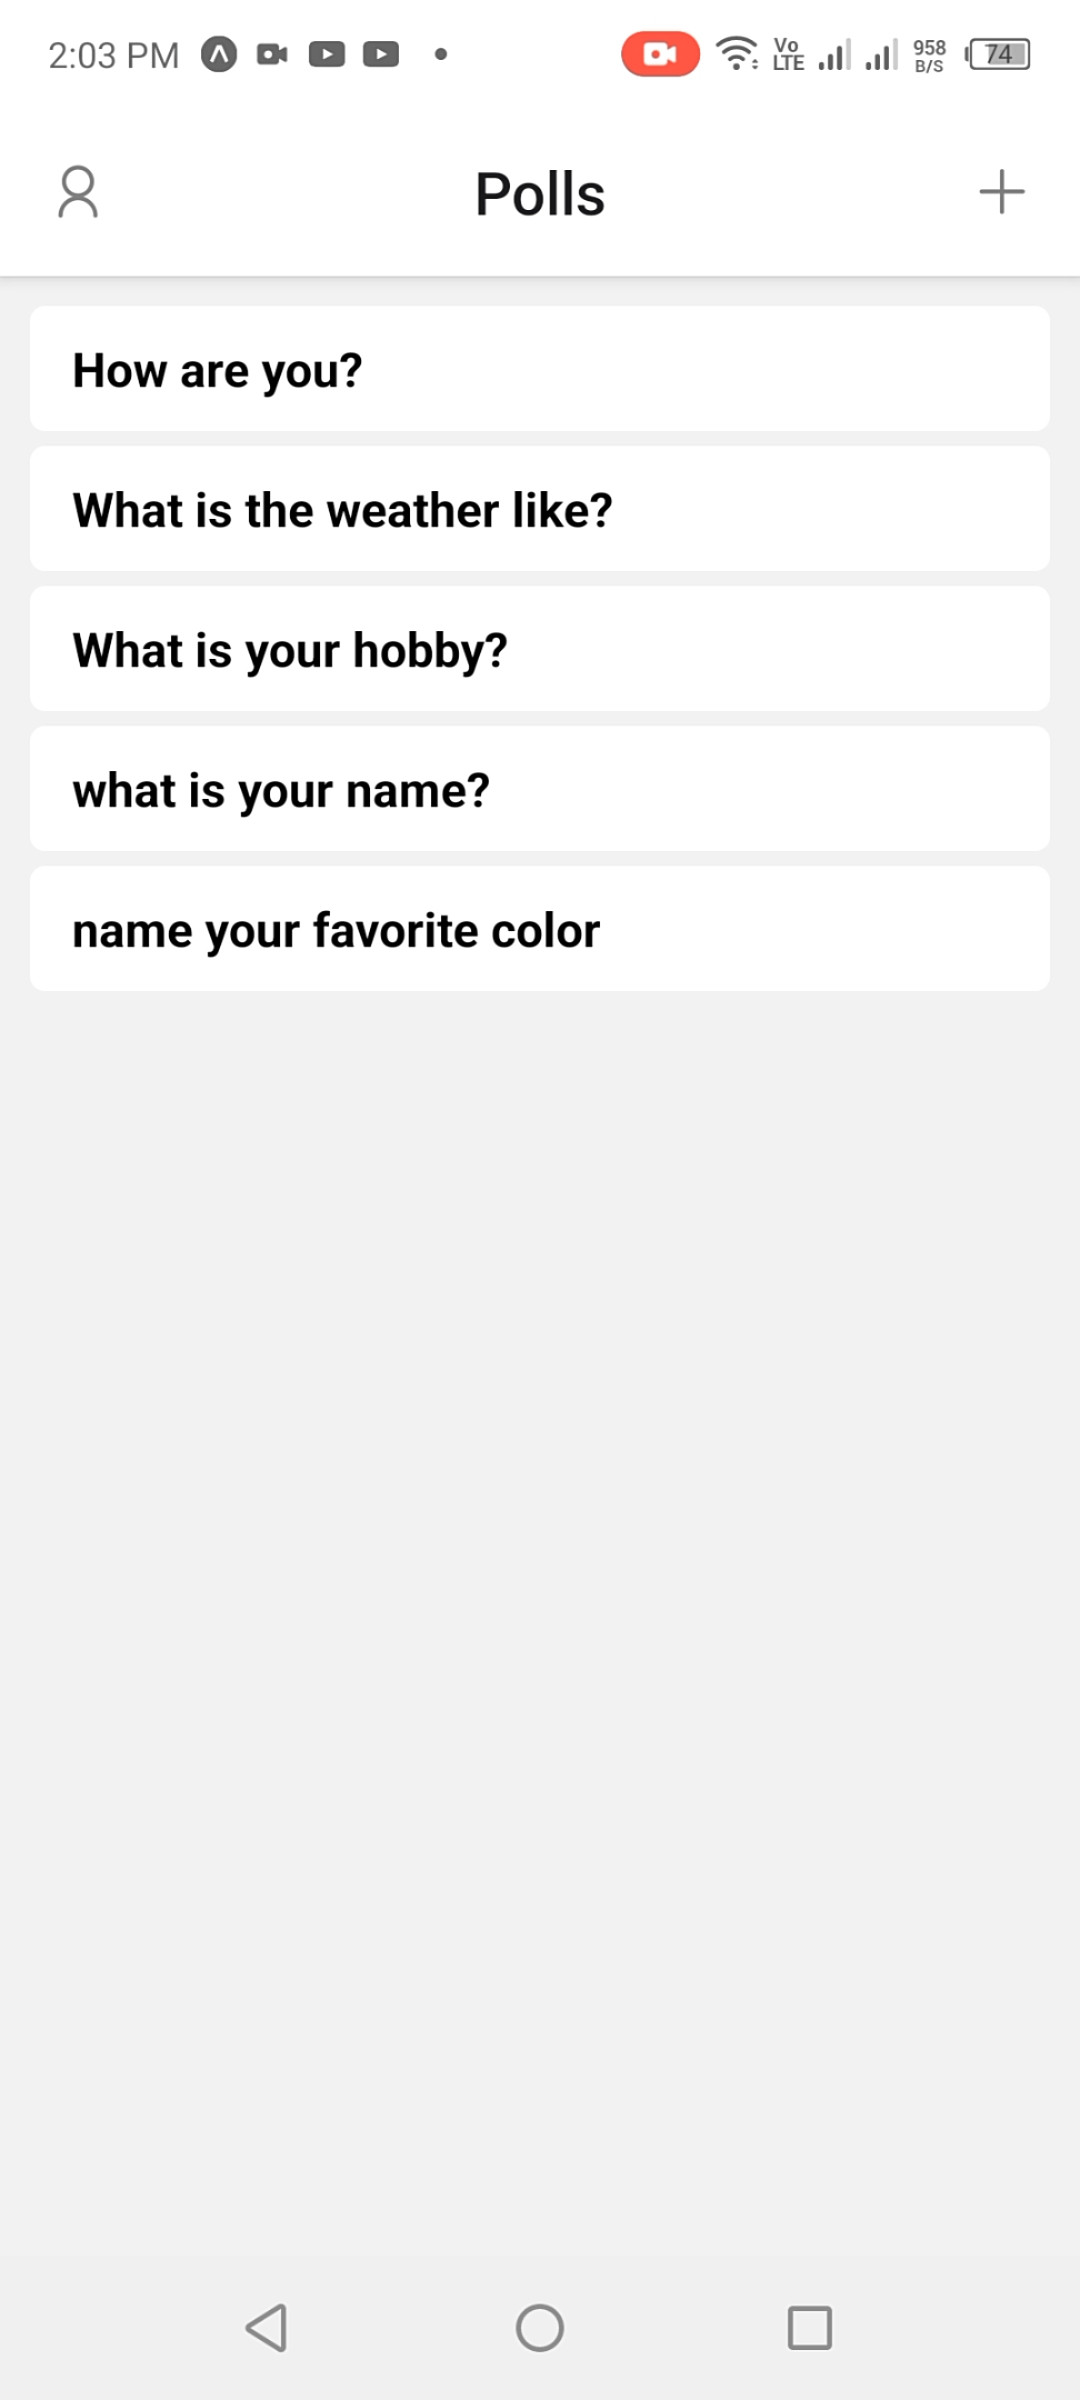 2:03 PM
Vo LTE
958 B/S
74
Polls
How are you?
What is the weather like?
What is your hobby?
what is your name?
name your favorite color